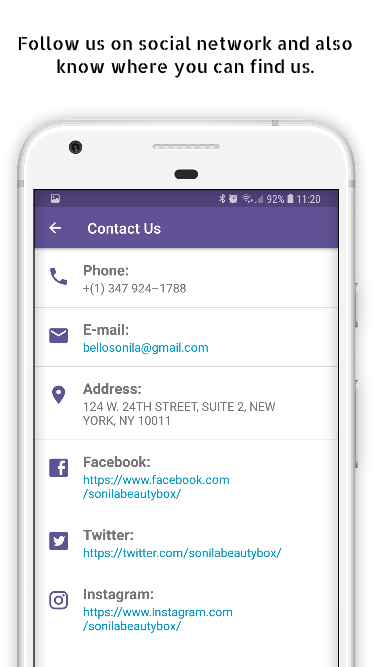 Follow us on social network and also
know where you can find us.
92% 11:20
Contact Us
Phone:
+(1) 347 924–1788
E-mail:
bellosonila@gmail.com
Address:
124 W. 24TH STREET, SUITE 2, NEW
YORK, NY 10011
Facebook:
https://www.facebook.com
/sonilabeautybox/
Twitter:
https://twitter.com/sonilabeautybox/
Instagram:
https://www.instagram.com
/sonilabeautybox/